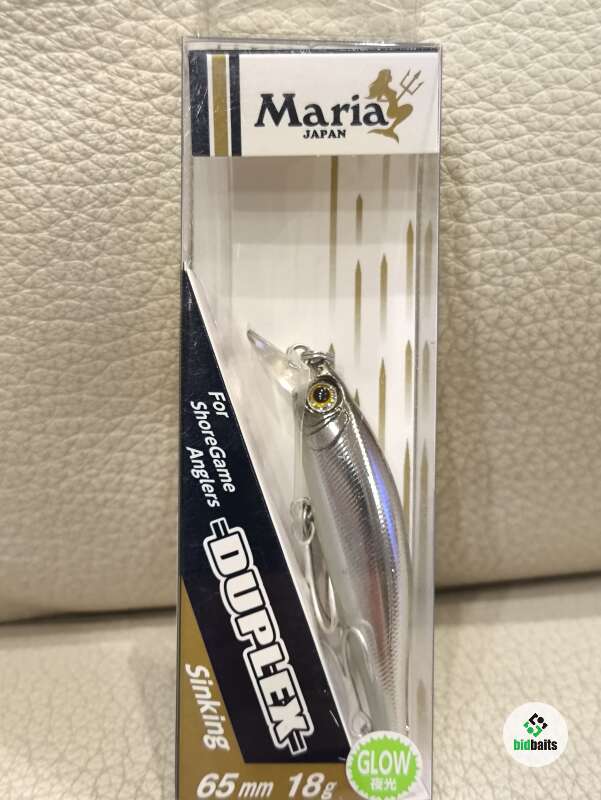 Maria
JAPAN
For
ShoreGame
Anglers
DUPLEX
Sinking
65mm 18g
GLOW
夜光
bidbaits